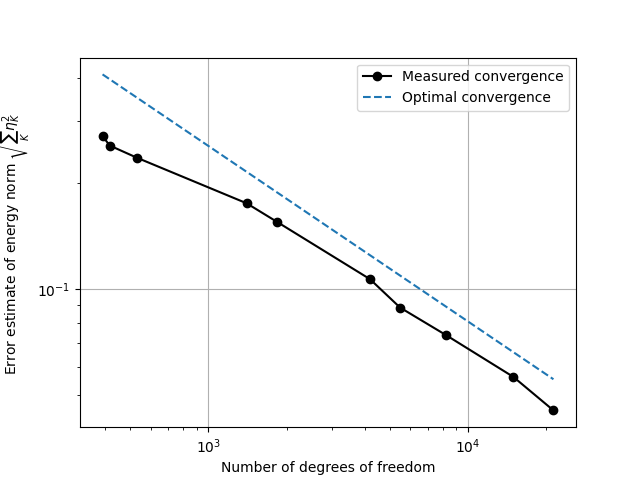 Measured convergence
Optimal convergence
Error estimate of energy norm $\sqrt{\sum_K \eta_K^2}$
10⁻¹
10³
10⁴
Number of degrees of freedom